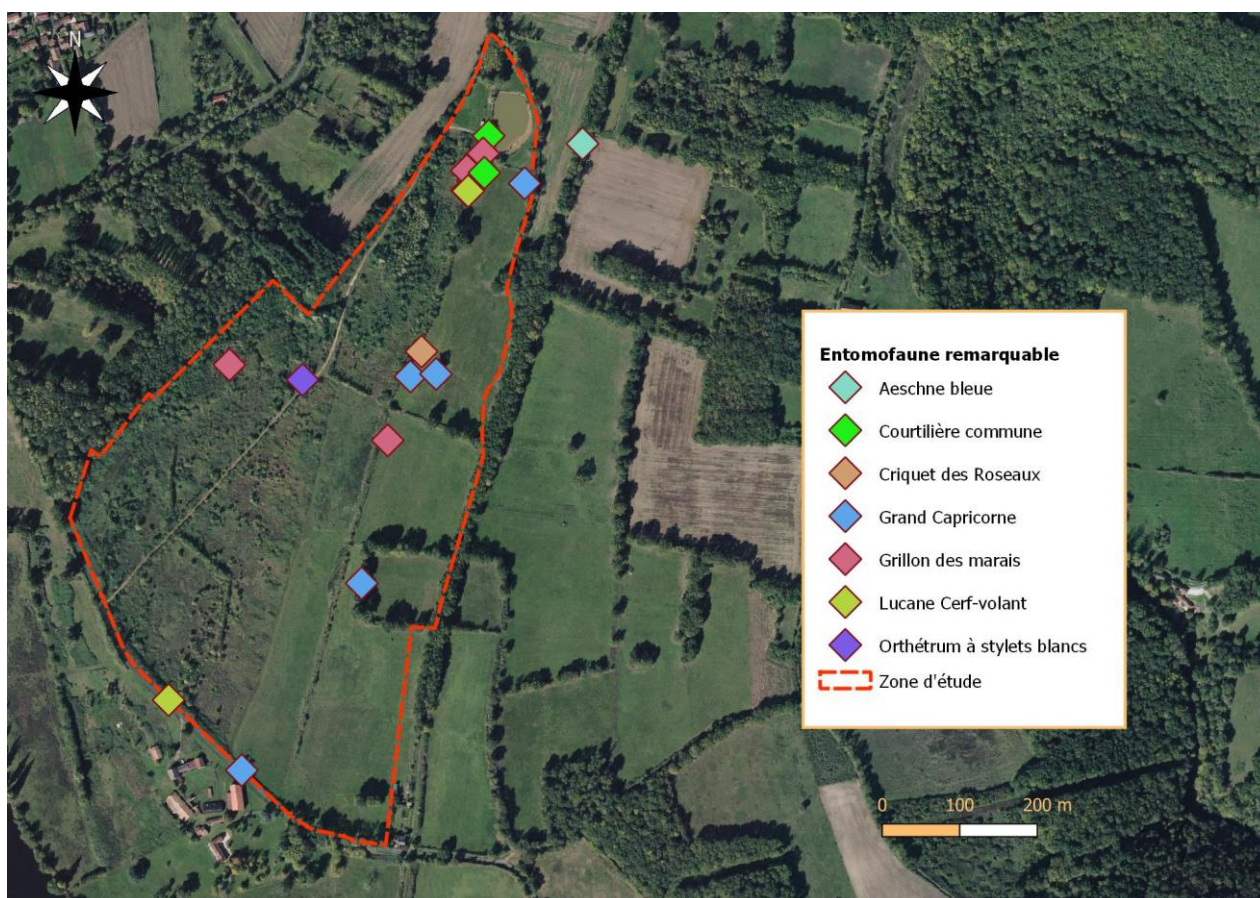 N
Entomofaune remarquable
Aeschne bleue
Courtilière commune
Criquet des Roseaux
Grand Capricorne
Grillon des marais
Lucane Cerf-volant
Orthétrum à stylets blancs
Zone d'étude
0 100 200 m